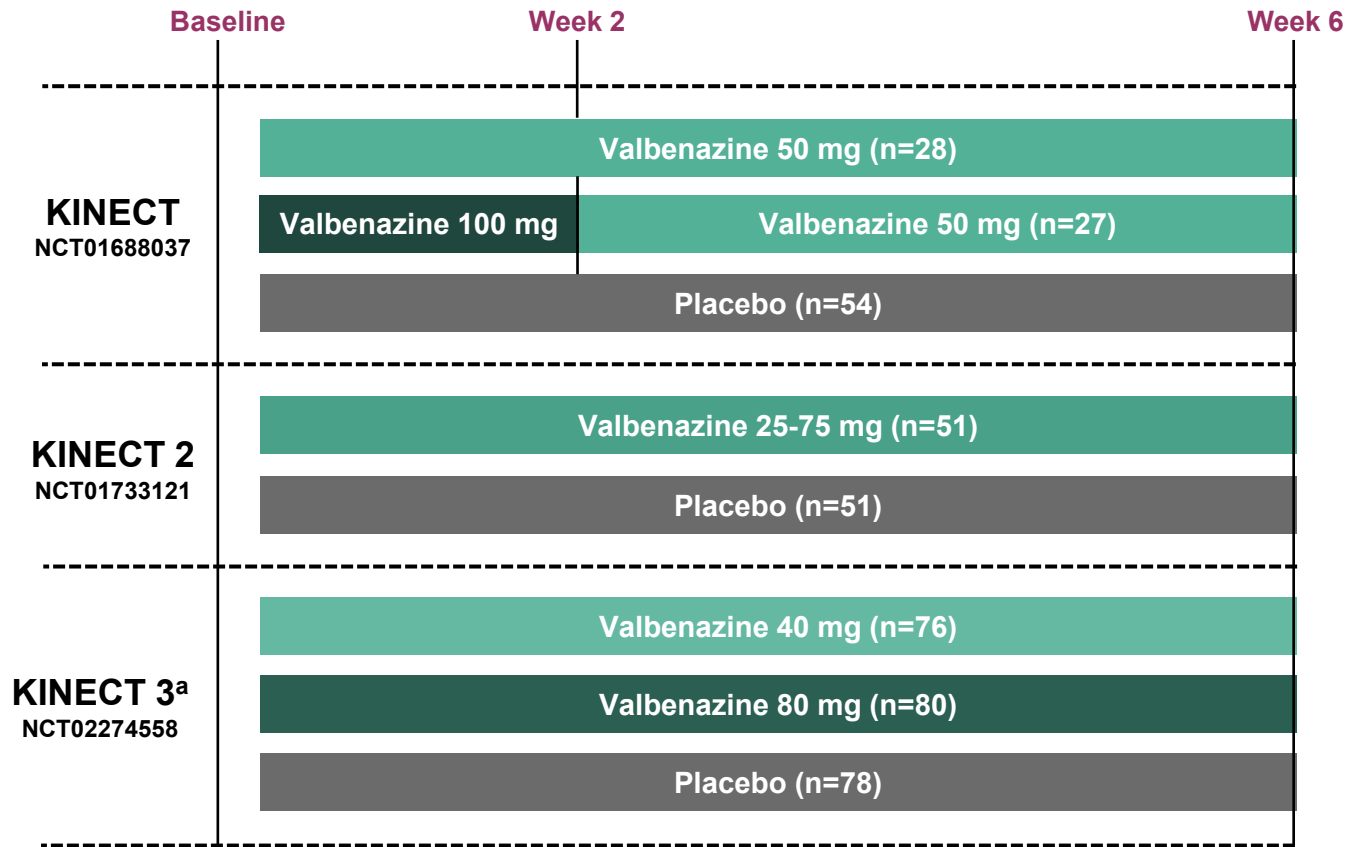 Baseline Week 2 Week 6
Valbenazine 50 mg (n=28)
KINECT
NCT01688037
Valbenazine 100 mg Valbenazine 50 mg (n=27)
Placebo (n=54)
KINECT 2
NCT01733121
Valbenazine 25-75 mg (n=51)
Placebo (n=51)
KINECT 3ᵃ
NCT02274558
Valbenazine 40 mg (n=76)
Valbenazine 80 mg (n=80)
Placebo (n=78)